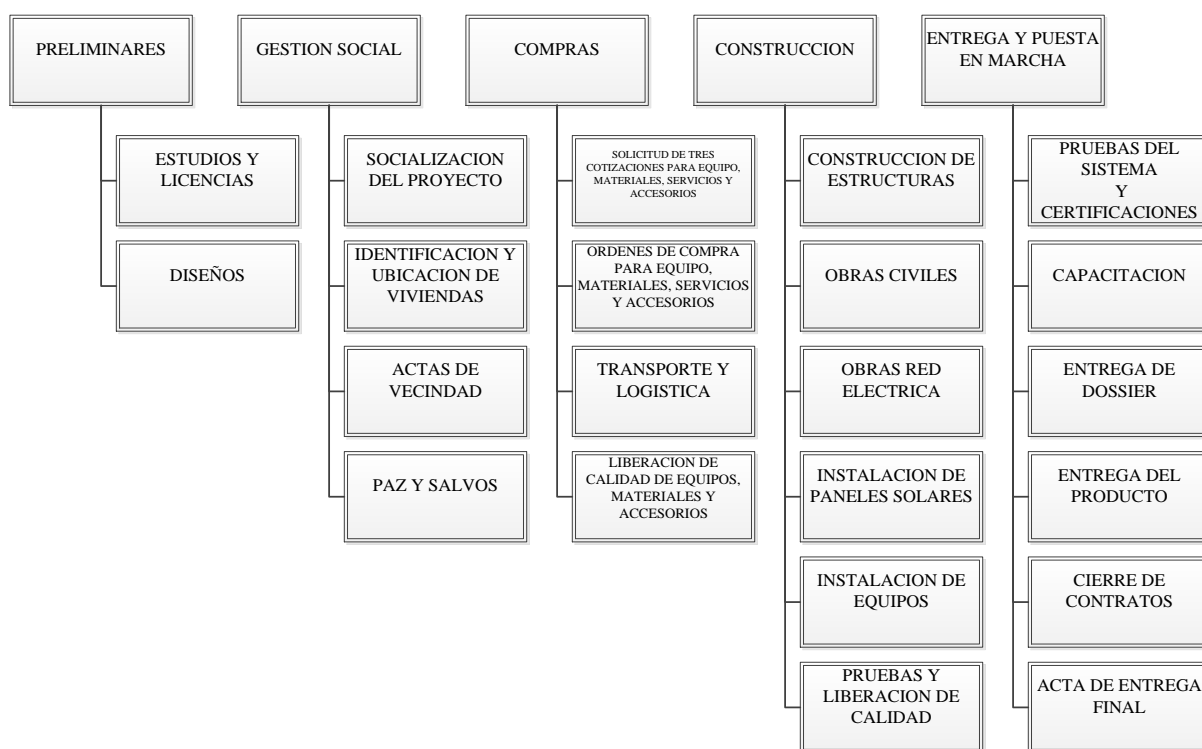 PRELIMINARES
ESTUDIOS Y
LICENCIAS
DISEÑOS
GESTION SOCIAL
SOCIALIZACION
DEL PROYECTO
IDENTIFICACION Y
UBICACION DE
VIVIENDAS
ACTAS DE
VECINDAD
PAZ Y SALVOS
COMPRAS
SOLICITUD DE TRES
COTIZACIONES PARA EQUIPO,
MATERIALES, SERVICIOS Y
ACCESORIOS
ORDENES DE COMPRA
PARA EQUIPO,
MATERIALES, SERVICIOS
Y ACCESORIOS
TRANSPORTE Y
LOGISTICA
LIBERACION DE
CALIDAD DE EQUIPOS,
MATERIALES Y
ACCESORIOS
CONSTRUCCION
CONSTRUCCION DE
ESTRUCTURAS
OBRAS CIVILES
OBRAS RED
ELECTRICA
INSTALACION DE
PANELES SOLARES
INSTALACION DE
EQUIPOS
PRUEBAS Y
LIBERACION DE
CALIDAD
ENTREGA Y PUESTA
EN MARCHA
PRUEBAS DEL
SISTEMA
Y
CERTIFICACIONES
CAPACITACION
ENTREGA DE
DOSSIER
ENTREGA DEL
PRODUCTO
CIERRE DE
CONTRATOS
ACTA DE ENTREGA
FINAL